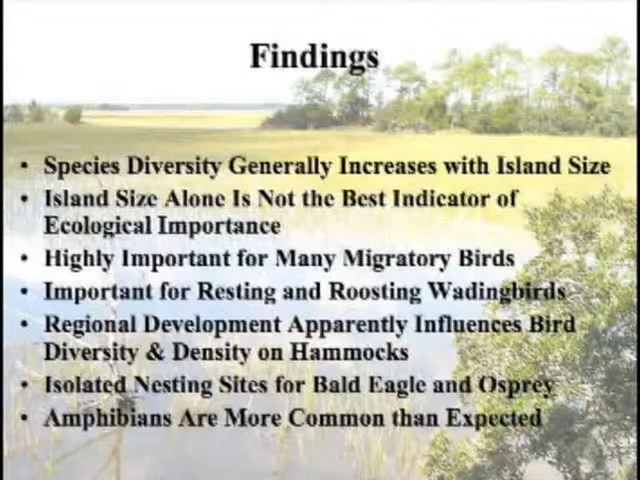 Findings
• Species Diversity Generally Increases with Island Size
• Island Size Alone Is Not the Best Indicator of
Ecological Importance
• Highly Important for Many Migratory Birds
• Important for Resting and Roosting Wadingbirds
• Regional Development Apparently Influences Bird
Diversity & Density on Hammocks
• Isolated Nesting Sites for Bald Eagle and Osprey
• Amphibians Are More Common than Expected